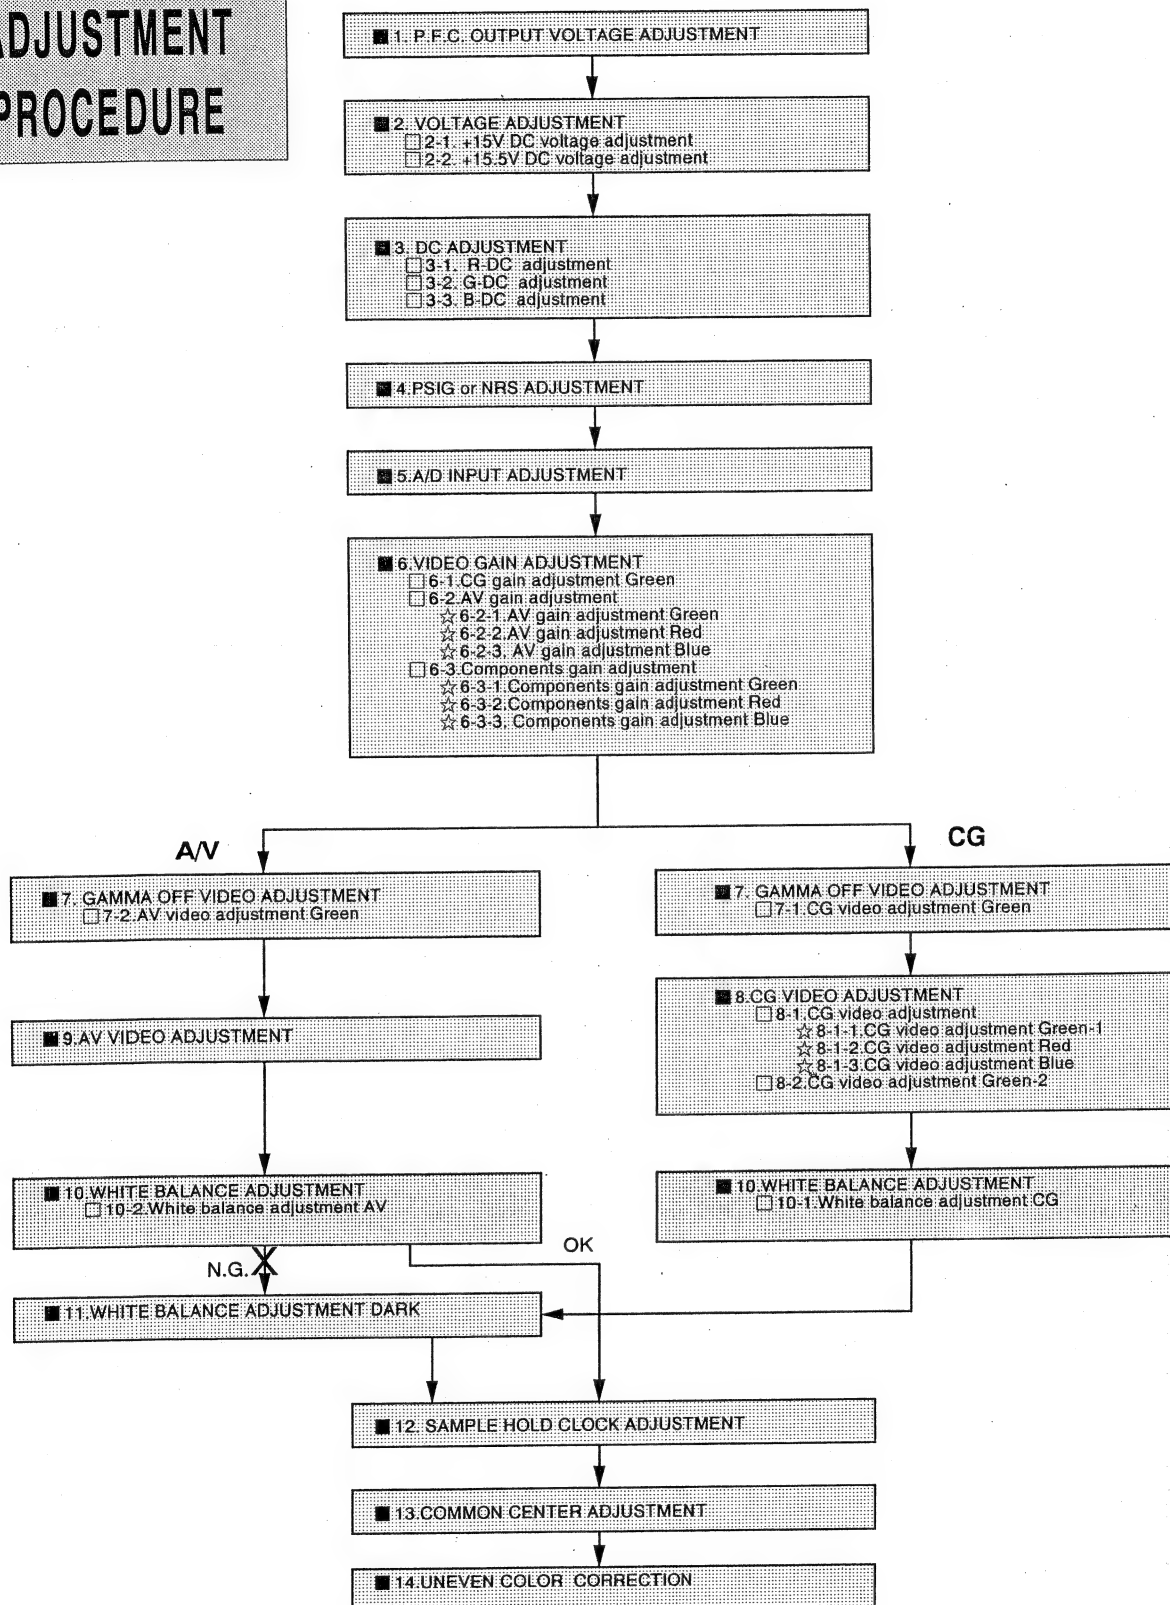 ADJUSTMENT
PROCEDURE
■ 1. P.F.C. OUTPUT VOLTAGE ADJUSTMENT
■ 2. VOLTAGE ADJUSTMENT
□ 2-1. +15V DC voltage adjustment
□ 2-2. +15.5V DC voltage adjustment
■ 3. DC ADJUSTMENT
□ 3-1. R-DC adjustment
□ 3-2. G-DC adjustment
□ 3-3. B-DC adjustment
■ 4.PSIG or NRS ADJUSTMENT
■ 5.A/D INPUT ADJUSTMENT
■ 6.VIDEO GAIN ADJUSTMENT
□ 6-1.CG gain adjustment Green
□ 6-2.AV gain adjustment
☆ 6-2-1.AV gain adjustment Green
☆ 6-2-2.AV gain adjustment Red
☆ 6-2-3. AV gain adjustment Blue
□ 6-3.Components gain adjustment
☆ 6-3-1.Components gain adjustment Green
☆ 6-3-2.Components gain adjustment Red
☆ 6-3-3. Components gain adjustment Blue
A/V
■ 7. GAMMA OFF VIDEO ADJUSTMENT
□ 7-2.AV video adjustment Green
■ 9.AV VIDEO ADJUSTMENT
■ 10.WHITE BALANCE ADJUSTMENT
□ 10-2.White balance adjustment AV
N.G.
OK
CG
■ 7. GAMMA OFF VIDEO ADJUSTMENT
□ 7-1.CG video adjustment Green
■ 8.CG VIDEO ADJUSTMENT
□ 8-1.CG video adjustment
☆ 8-1-1.CG video adjustment Green-1
☆ 8-1-2.CG video adjustment Red
☆ 8-1-3.CG video adjustment Blue
□ 8-2.CG video adjustment Green-2
■ 10.WHITE BALANCE ADJUSTMENT
□ 10-1.White balance adjustment CG
■ 11.WHITE BALANCE ADJUSTMENT DARK
■ 12. SAMPLE HOLD CLOCK ADJUSTMENT
■ 13.COMMON CENTER ADJUSTMENT
■ 14.UNEVEN COLOR CORRECTION